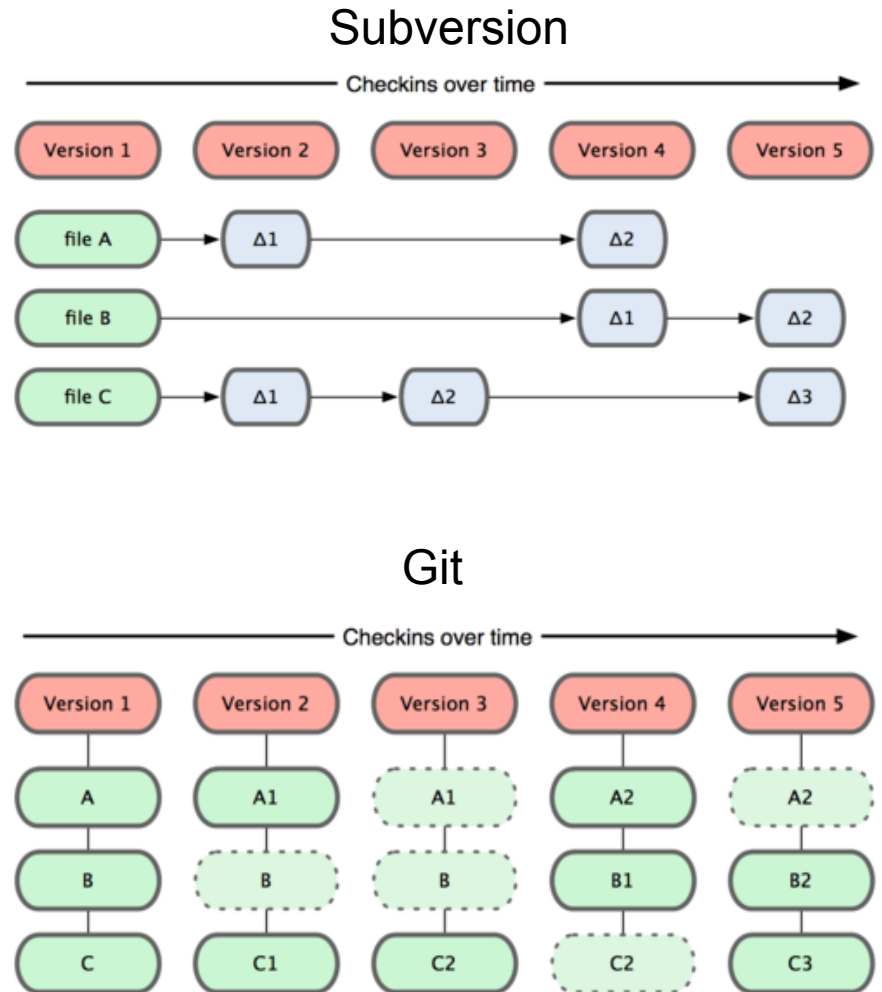 Subversion
Checkins over time
Version 1 Version 2 Version 3 Version 4 Version 5
file A Δ1 Δ2
file B Δ1 Δ2
file C Δ1 Δ2 Δ3
Git
Checkins over time
Version 1 Version 2 Version 3 Version 4 Version 5
A A1 A1 A2 A2
B B B B1 B2
C C1 C2 C2 C3